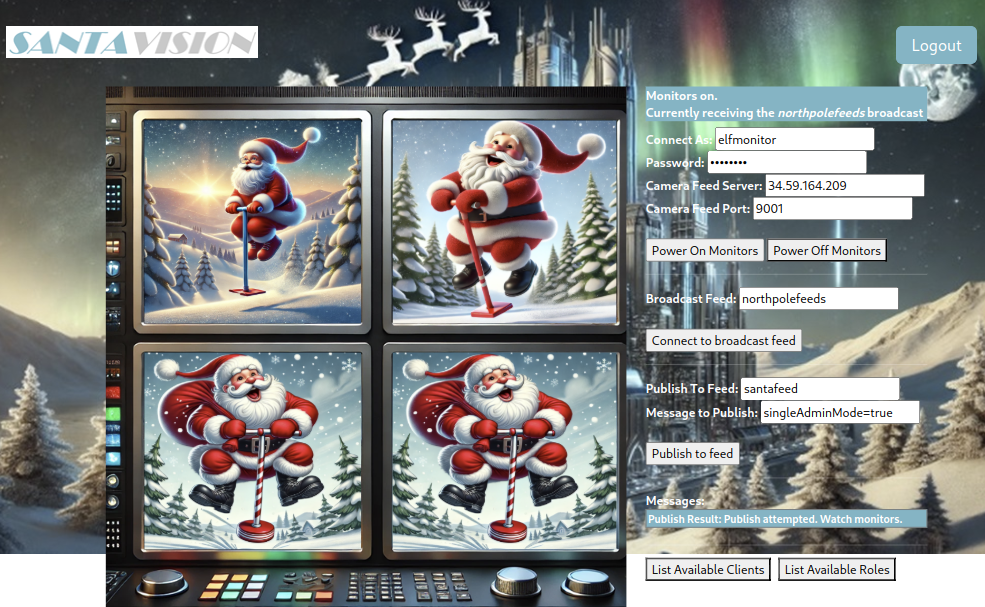 SANTAVISION
Logout
Monitors on.
Currently receiving the northpolefeeds broadcast
Connect As: elfmonitor
Password: ••••••••
Camera Feed Server: 34.59.164.209
Camera Feed Port: 9001
Power On Monitors Power Off Monitors
Broadcast Feed: northpolefeeds
Connect to broadcast feed
Publish To Feed: santafeed
Message to Publish: singleAdminMode=true
Publish to feed
Messages:
Publish Result: Publish attempted. Watch monitors.
List Available Clients List Available Roles